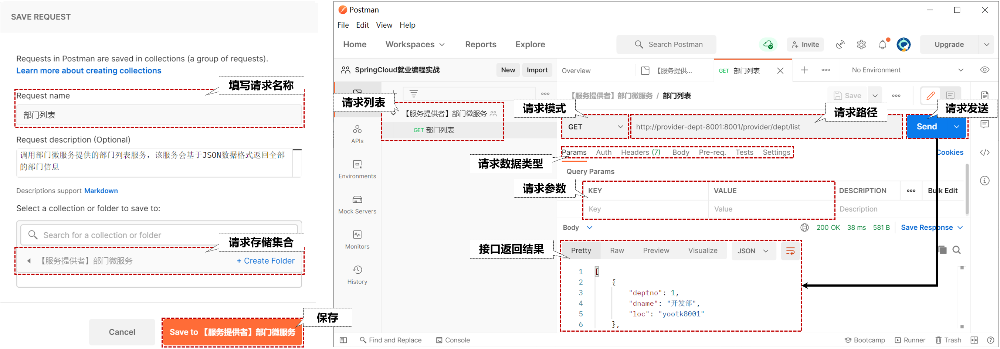 SAVE REQUEST
Requests in Postman are saved in collections (a group of requests).
Learn more about creating collections
填写请求名称
Request name
部门列表
Request description (Optional)
调用部门微服务提供的部门列表服务，该服务会基于JSON数据格式返回全部
的部门信息
Descriptions support Markdown
Select a collection or folder to save to:
Search for a collection or folder
请求存储集合
【服务提供者】部门微服务
+ Create Folder
保存
Cancel
Save to 【服务提供者】部门微服务
Postman
File Edit View Help
Home Workspaces Reports Explore
Search Postman
Invite
Upgrade
SpringCloud就业编程实战
New
Import
Overview
【服务提供...
GET 部门列表
No Environment
请求列表
【服务提供者】部门微服务
GET 部门列表
APIs
Environments
Mock Servers
Monitors
History
【服务提供者】部门微服务 / 部门列表
Save
请求模式
请求路径
请求发送
GET
http://provider-dept-8001:8001/provider/dept/list
Send
Params Auth Headers (7) Body Pre-req. Tests Settings
Cookies
请求数据类型
Query Params
请求参数
KEY VALUE DESCRIPTION
Bulk Edit
Key Value Description
Body
200 OK 38 ms 581 B
Save Response
接口返回结果
Pretty Raw Preview Visualize
JSON
1 [
2 {
3 "deptno": 1,
4 "dname": "开发部",
5 "loc": "yootk8001"
6 },
Find and Replace
Console
Bootcamp
Runner
Trash